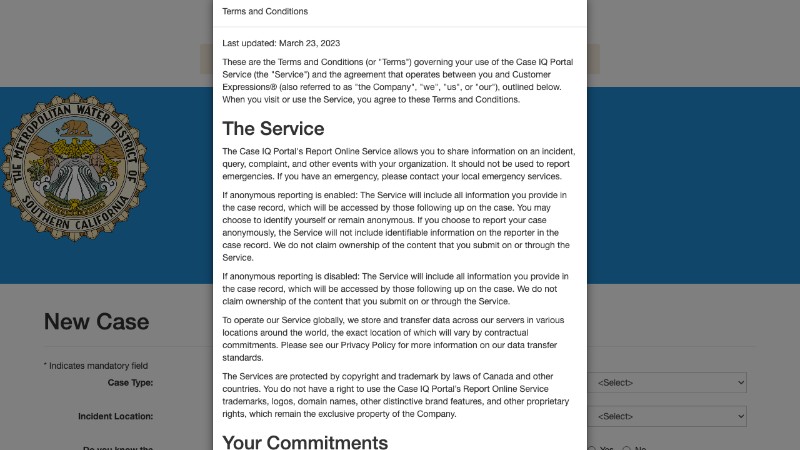 Terms and Conditions
Last updated: March 23, 2023
These are the Terms and Conditions (or "Terms") governing your use of the Case IQ Portal
Service (the "Service") and the agreement that operates between you and Customer
Expressions® (also referred to as "the Company", "we", "us", or "our"), outlined below.
When you visit or use the Service, you agree to these Terms and Conditions.
The Service
The Case IQ Portal's Report Online Service allows you to share information on an incident,
query, complaint, and other events with your organization. It should not be used to report
emergencies. If you have an emergency, please contact your local emergency services.
If anonymous reporting is enabled: The Service will include all information you provide in
the case record, which will be accessed by those following up on the case. You may
choose to identify yourself or remain anonymous. If you choose to report your case
anonymously, the Service will not include identifiable information on the reporter in the
case record. We do not claim ownership of the content that you submit on or through the
Service.
If anonymous reporting is disabled: The Service will include all information you provide in
the case record, which will be accessed by those following up on the case. We do not
claim ownership of the content that you submit on or through the Service.
To operate our Service globally, we store and transfer data across our servers in various
locations around the world, the exact location of which will vary by contractual
commitments. Please see our Privacy Policy for more information on our data transfer
standards.
The Services are protected by copyright and trademark by laws of Canada and other
countries. You do not have a right to use the Case IQ Portal's Report Online Service
trademarks, logos, domain names, other distinctive brand features, and other proprietary
rights, which remain the exclusive property of the Company.
Your Commitments
THE METROPOLITAN WATER DISTRICT OF
SOUTHERN CALIFORNIA
New Case
* Indicates mandatory field
Case Type:
<Select>
Incident Location:
<Select>
Do you know the
Yes
No